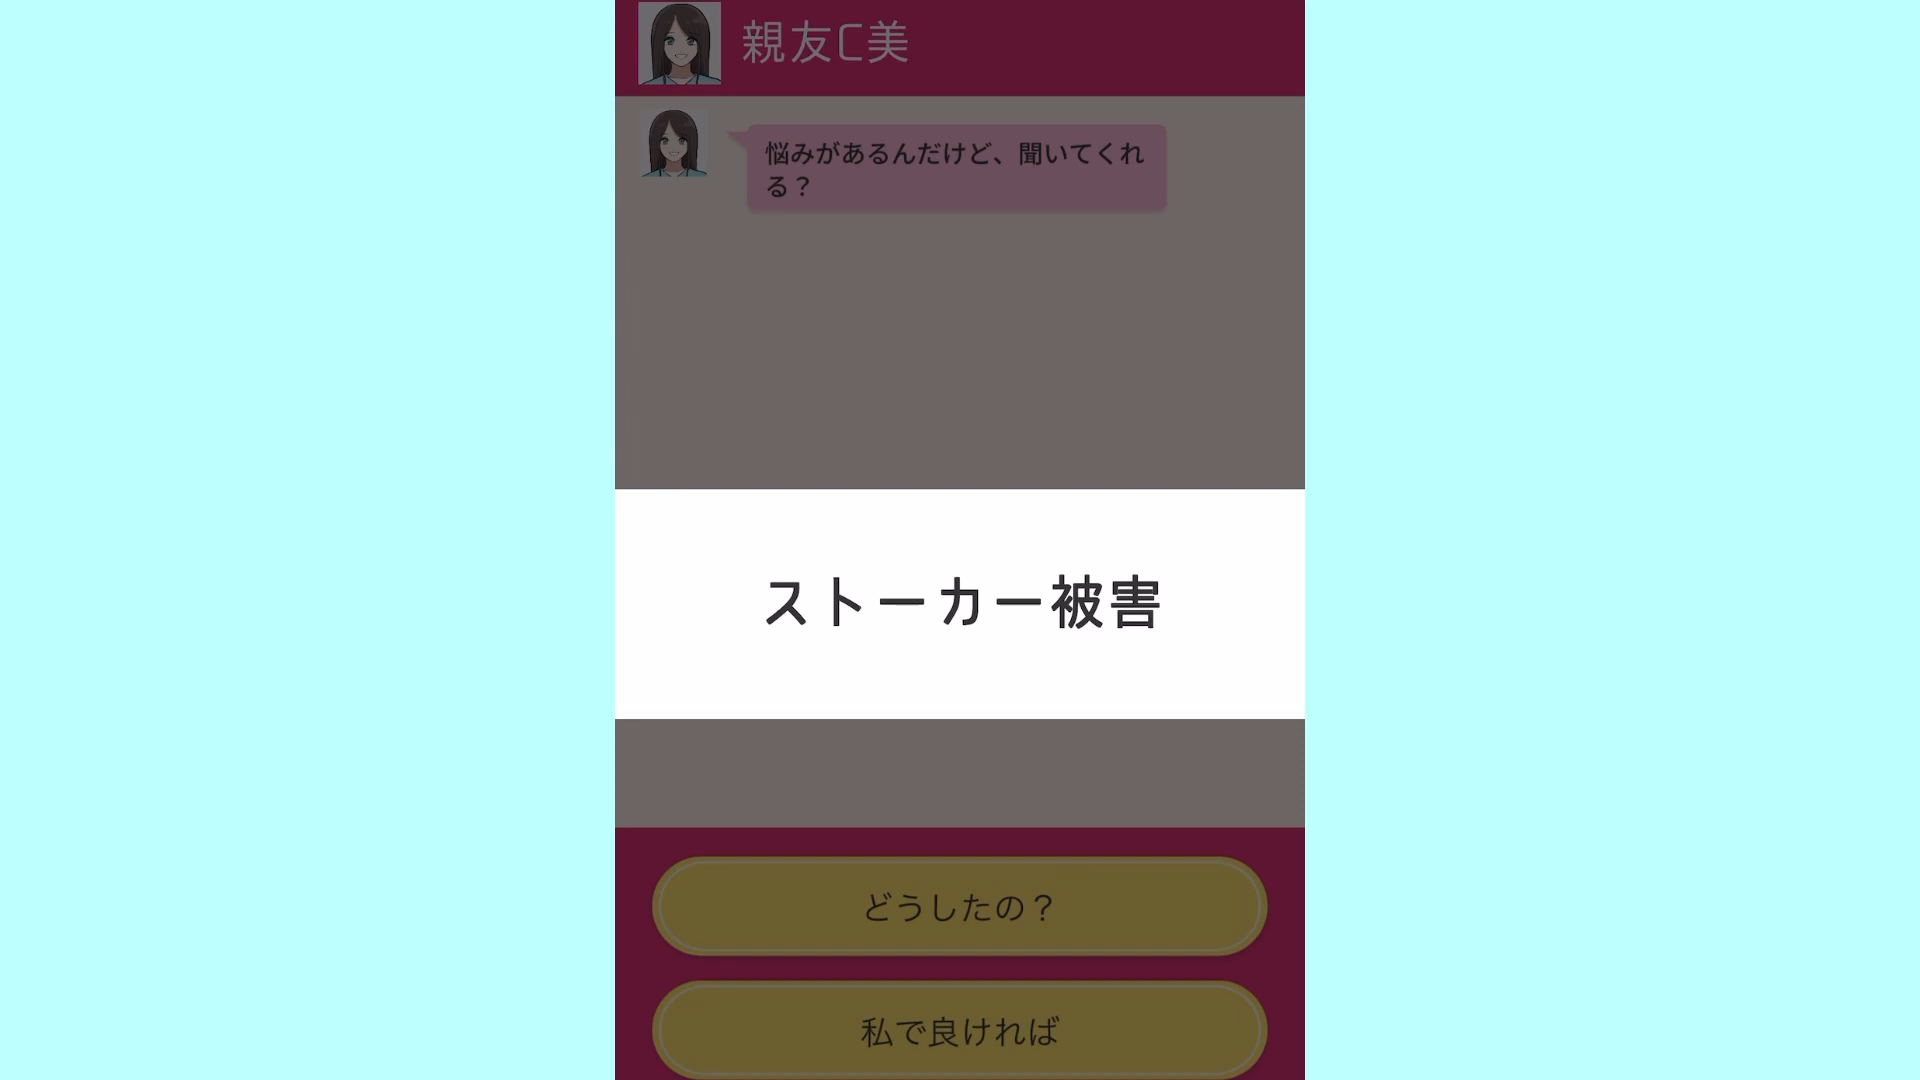 親友C美
悩みがあるんだけど、聞いてくれ
る？
ストーカー被害
どうしたの？
私で良ければ